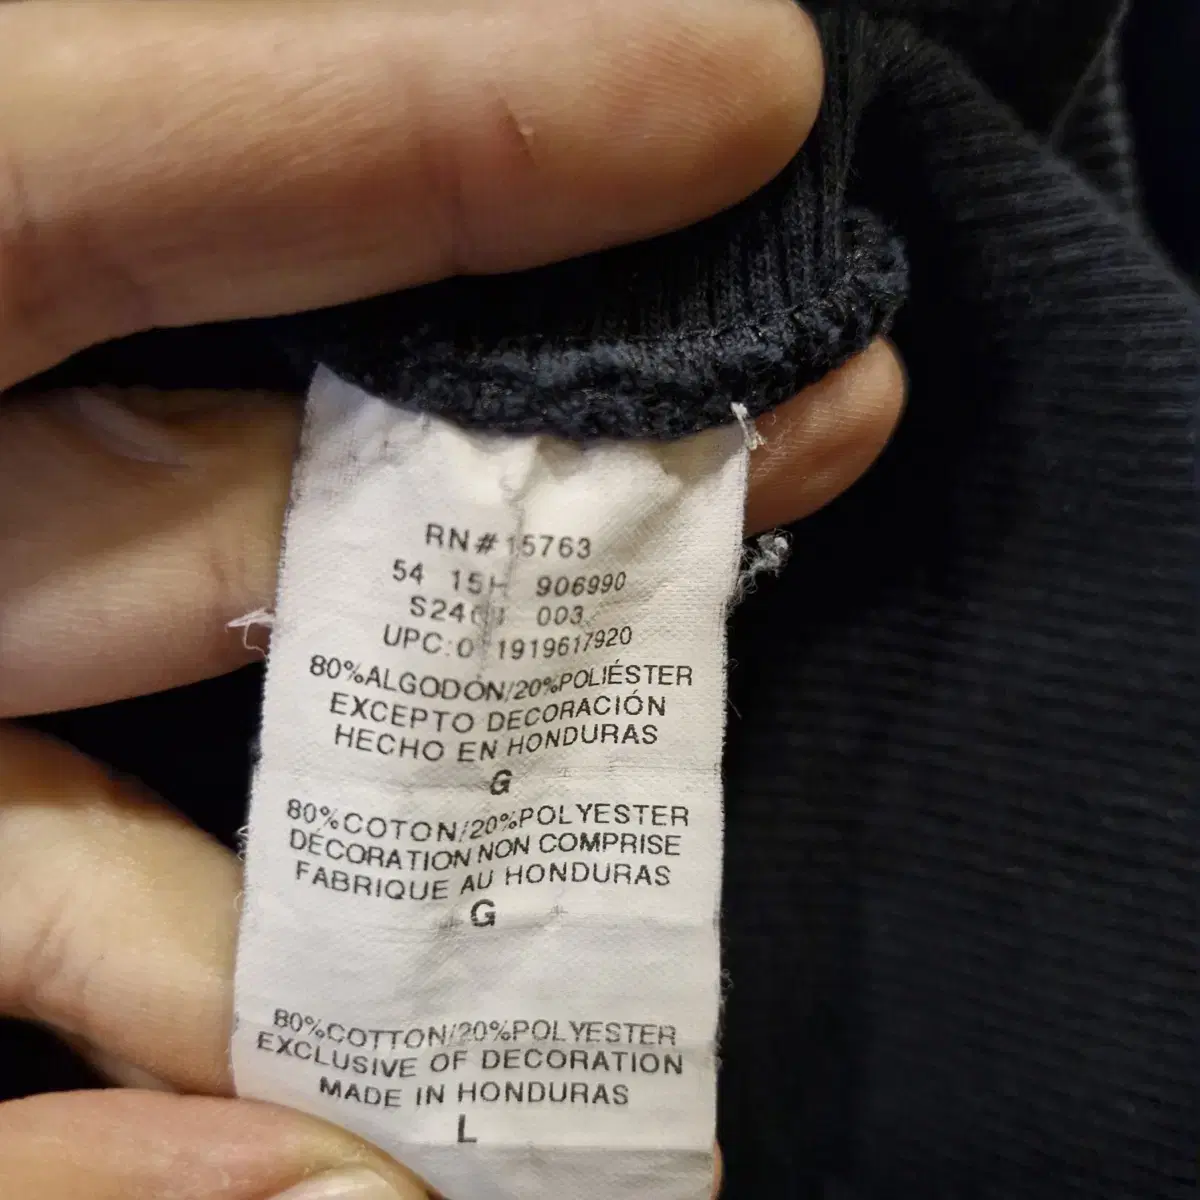 RN# 15763
54 15H 906990
003
80%ALGODÓN/20%POLIÉSTER
EXCEPTO DECORACIÓN
HECHO EN HONDURAS
G
80%COTON/20%POLYESTER
DÉCORATION NON COMPRISE
FABRIQUE AU HONDURAS
G
80%COTTON/20%POLYESTER
EXCLUSIVE OF DECORATION
MADE IN HONDURAS
L